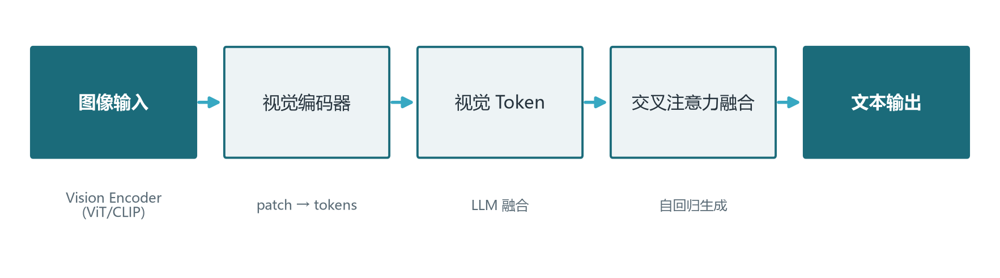 图像输入
视觉编码器
视觉 Token
交叉注意力融合
文本输出
Vision Encoder
(ViT/CLIP)
patch → tokens
LLM 融合
自回归生成